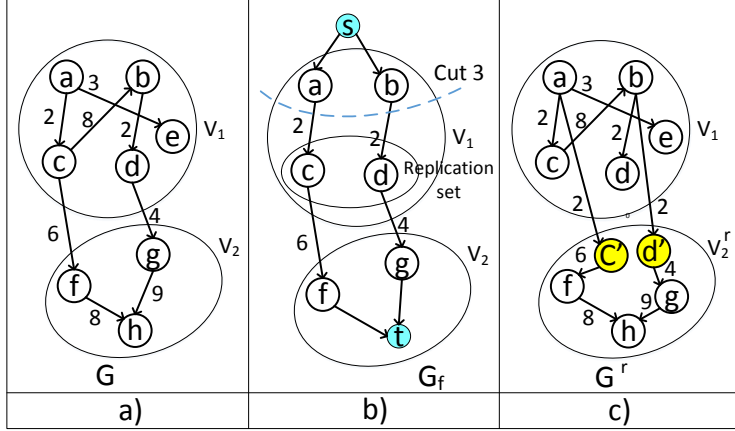 a 3 b
2 8 2
e
c d
V1
6 4
V2
g
f 9
8 h
G
a)
s
a b
Cut 3
2 2
V1
c d
Replication
set
6 4
V2
g
f
t
Gf
b)
a 3 b
2 8 2
e
c d
V1
2 2
C' d'
V2r
6 4
f 9 g
8 h
Gr
c)